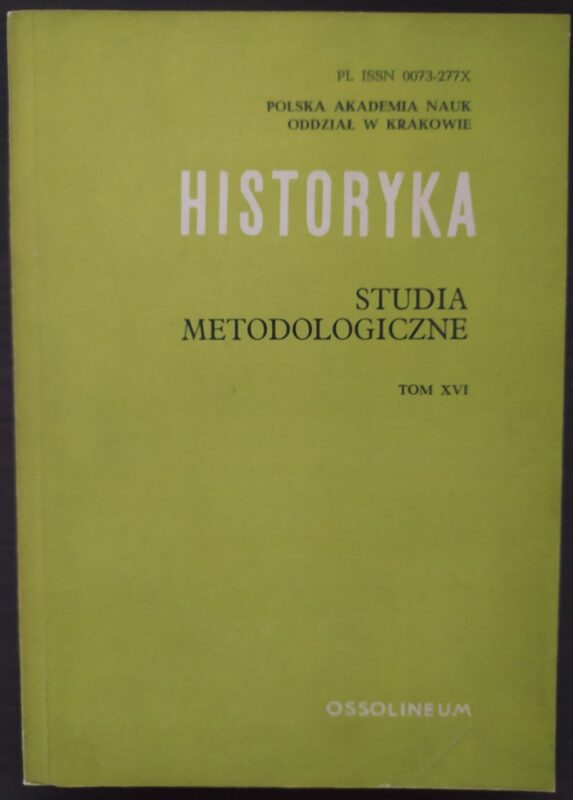 PL ISSN 0073-277X
POLSKA AKADEMIA NAUK
ODDZIAŁ W KRAKOWIE
HISTORYKA
STUDIA
METODOLOGICZNE
TOM XVI
OSSOLINEUM